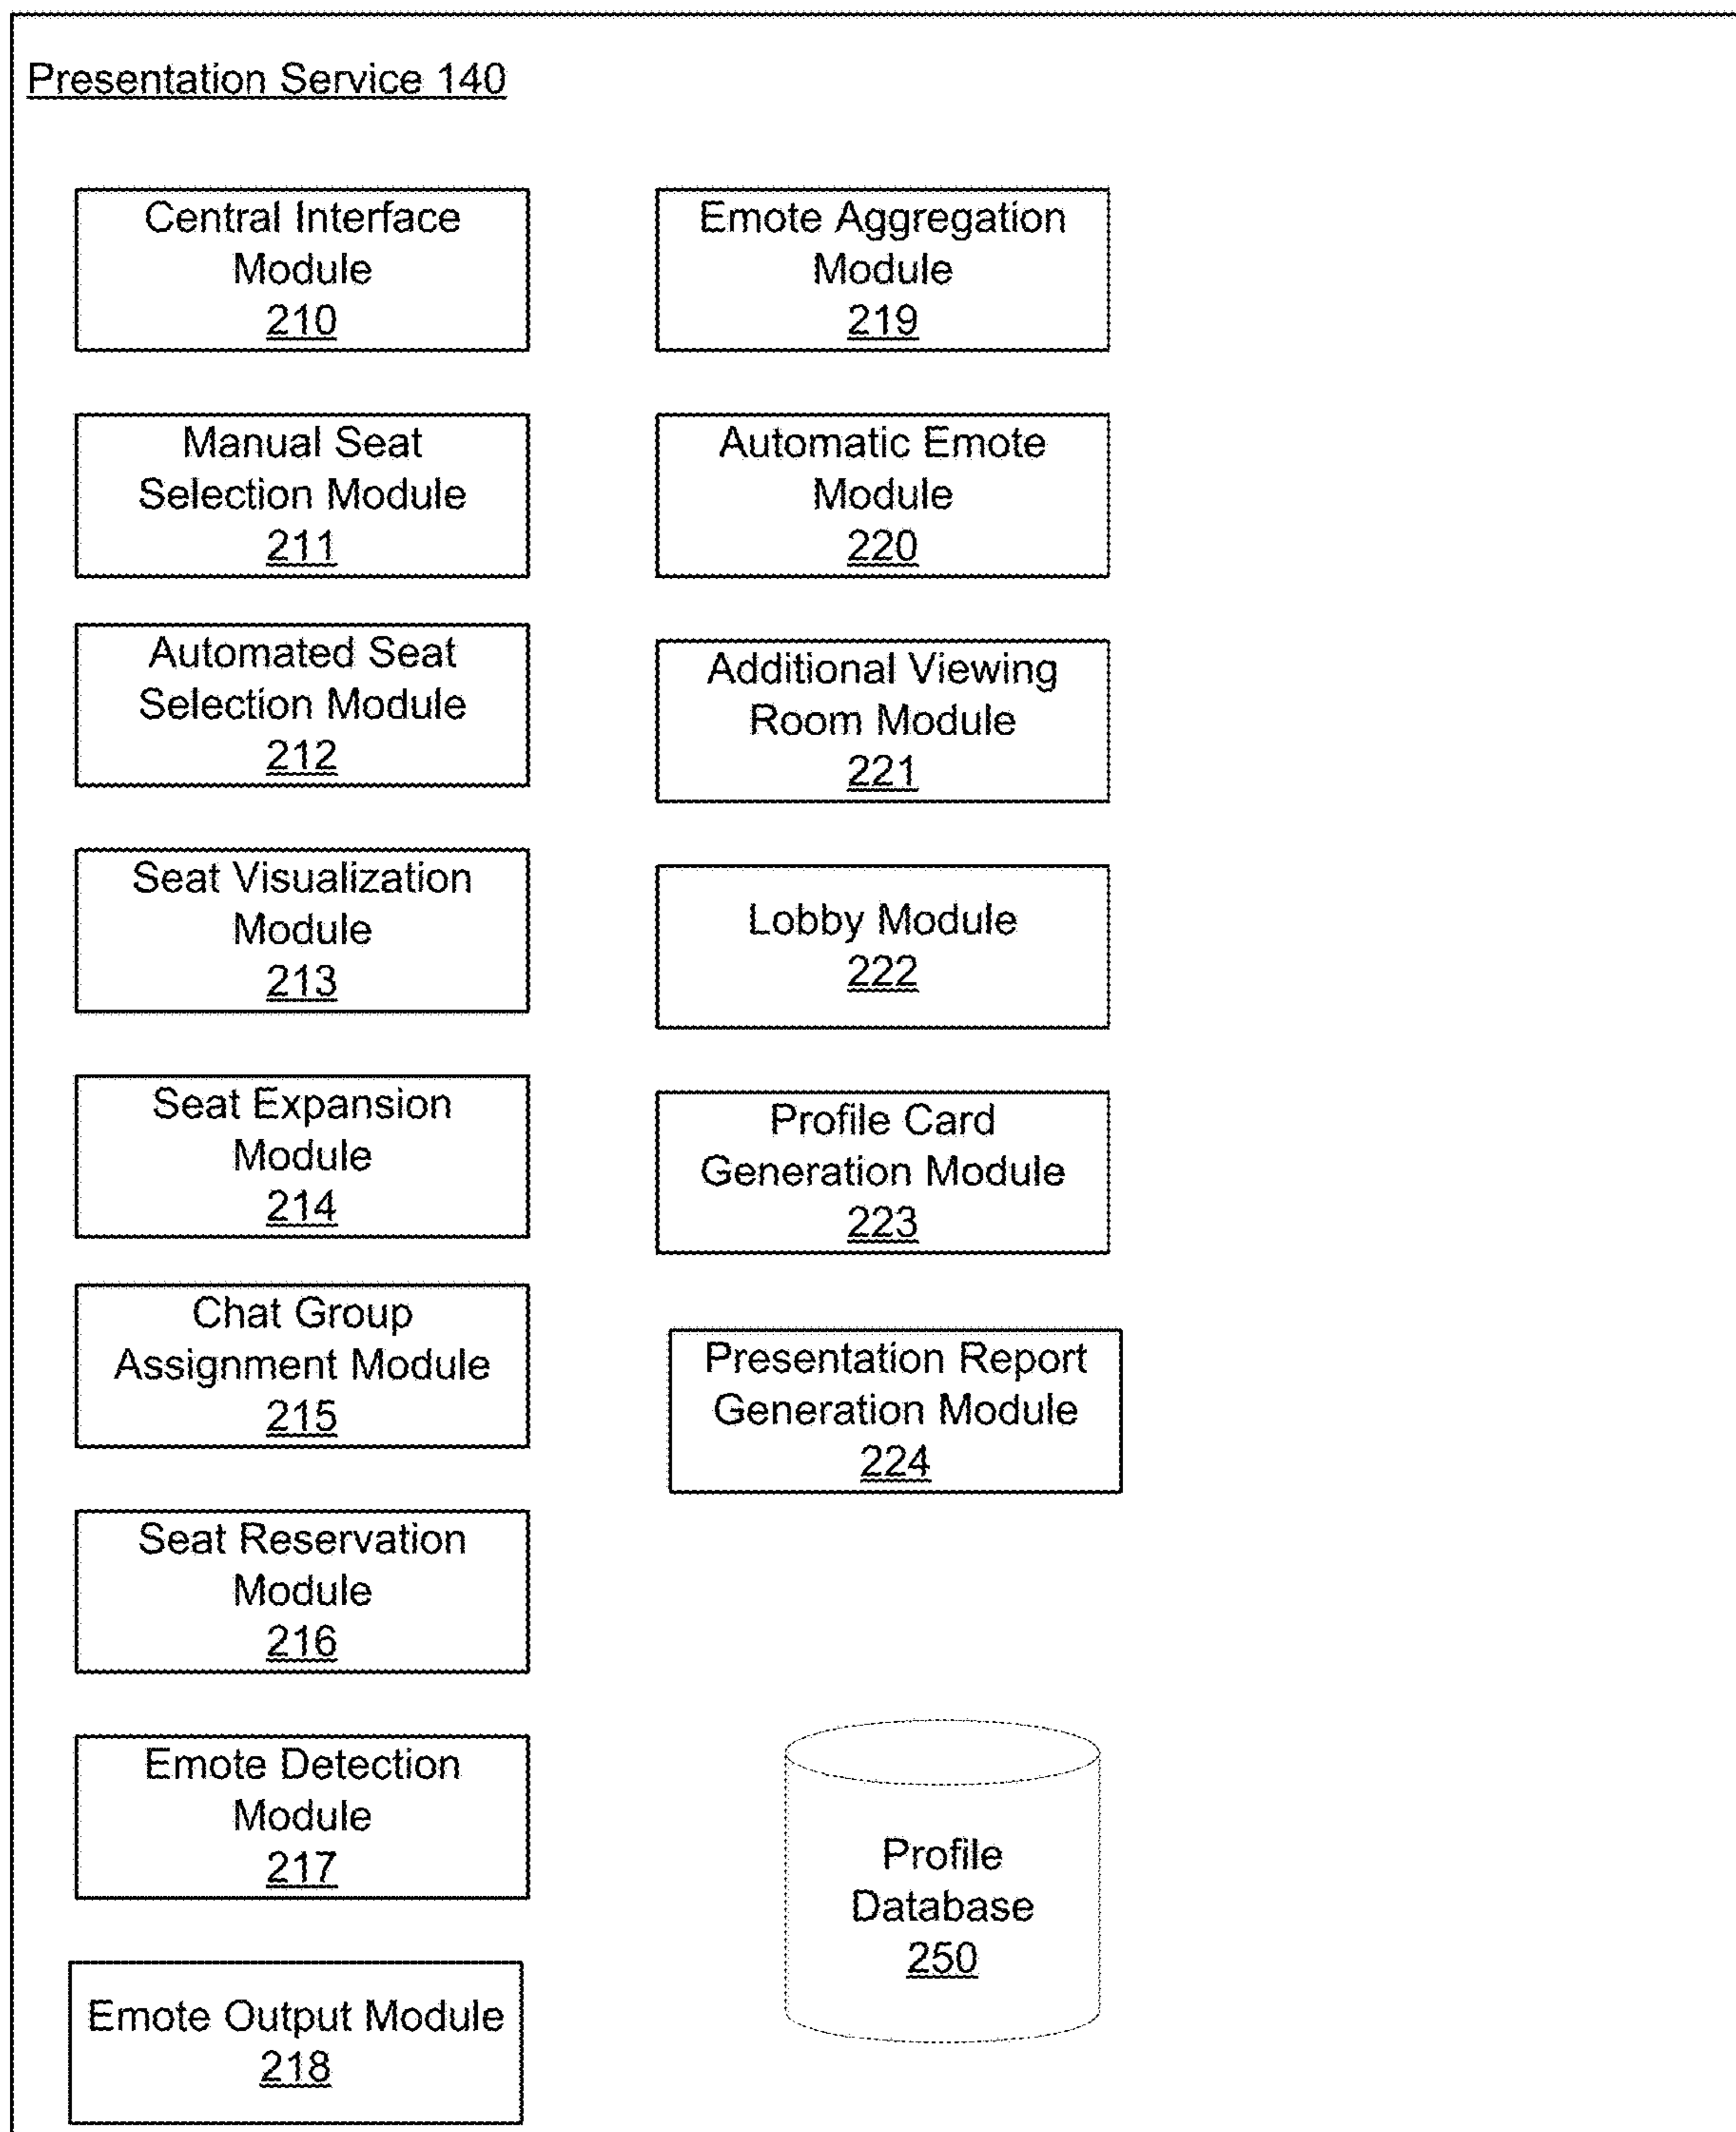 Presentation Service 140
Central Interface
Module
210
Manual Seat
Selection Module
211
Automated Seat
Selection Module
212
Seat Visualization
Module
213
Seat Expansion
Module
214
Chat Group
Assignment Module
215
Seat Reservation
Module
216
Emote Detection
Module
217
Emote Output Module
218
Emote Aggregation
Module
219
Automatic Emote
Module
220
Additional Viewing
Room Module
221
Lobby Module
222
Profile Card
Generation Module
223
Presentation Report
Generation Module
224
Profile
Database
250